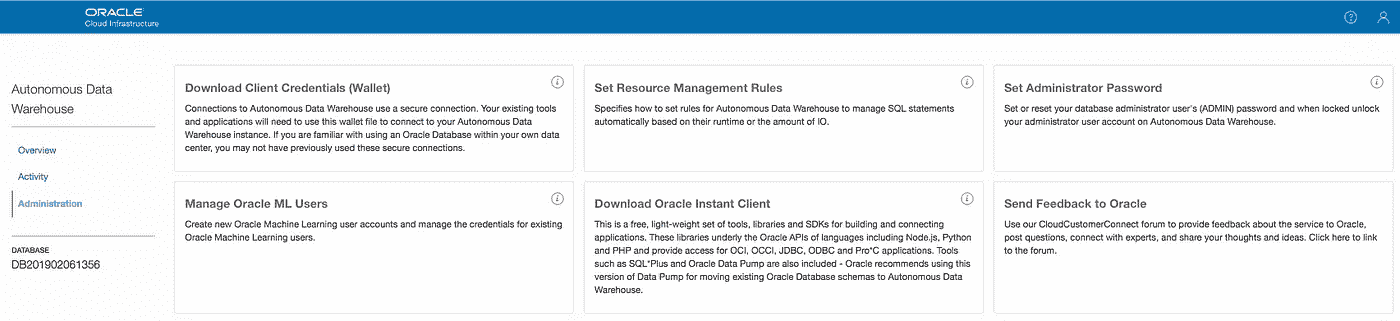 ORACLE
Cloud Infrastructure
Autonomous Data
Warehouse
Overview
Activity
Administration
DATABASE
DB201902061356
Download Client Credentials (Wallet)
Connections to Autonomous Data Warehouse use a secure connection. Your existing tools
and applications will need to use this wallet file to connect to your Autonomous Data
Warehouse instance. If you are familiar with using an Oracle Database within your own data
center, you may not have previously used these secure connections.
Set Resource Management Rules
Specifies how to set rules for Autonomous Data Warehouse to manage SQL statements
automatically based on their runtime or the amount of IO.
Set Administrator Password
Set or reset your database administrator user's (ADMIN) password and when locked unlock
your administrator user account on Autonomous Data Warehouse.
Manage Oracle ML Users
Create new Oracle Machine Learning user accounts and manage the credentials for existing
Oracle Machine Learning users.
Download Oracle Instant Client
This is a free, light-weight set of tools, libraries and SDKs for building and connecting
applications. These libraries underly the Oracle APIs of languages including Node.js, Python
and PHP and provide access for OCI, OCCI, JDBC, ODBC and Pro*C applications. Tools
such as SQL*Plus and Oracle Data Pump are also included - Oracle recommends using this
version of Data Pump for moving existing Oracle Database schemas to Autonomous Data
Warehouse.
Send Feedback to Oracle
Use our CloudCustomerConnect forum to provide feedback about the service to Oracle,
post questions, connect with experts, and share your thoughts and ideas. Click here to link
to the forum.